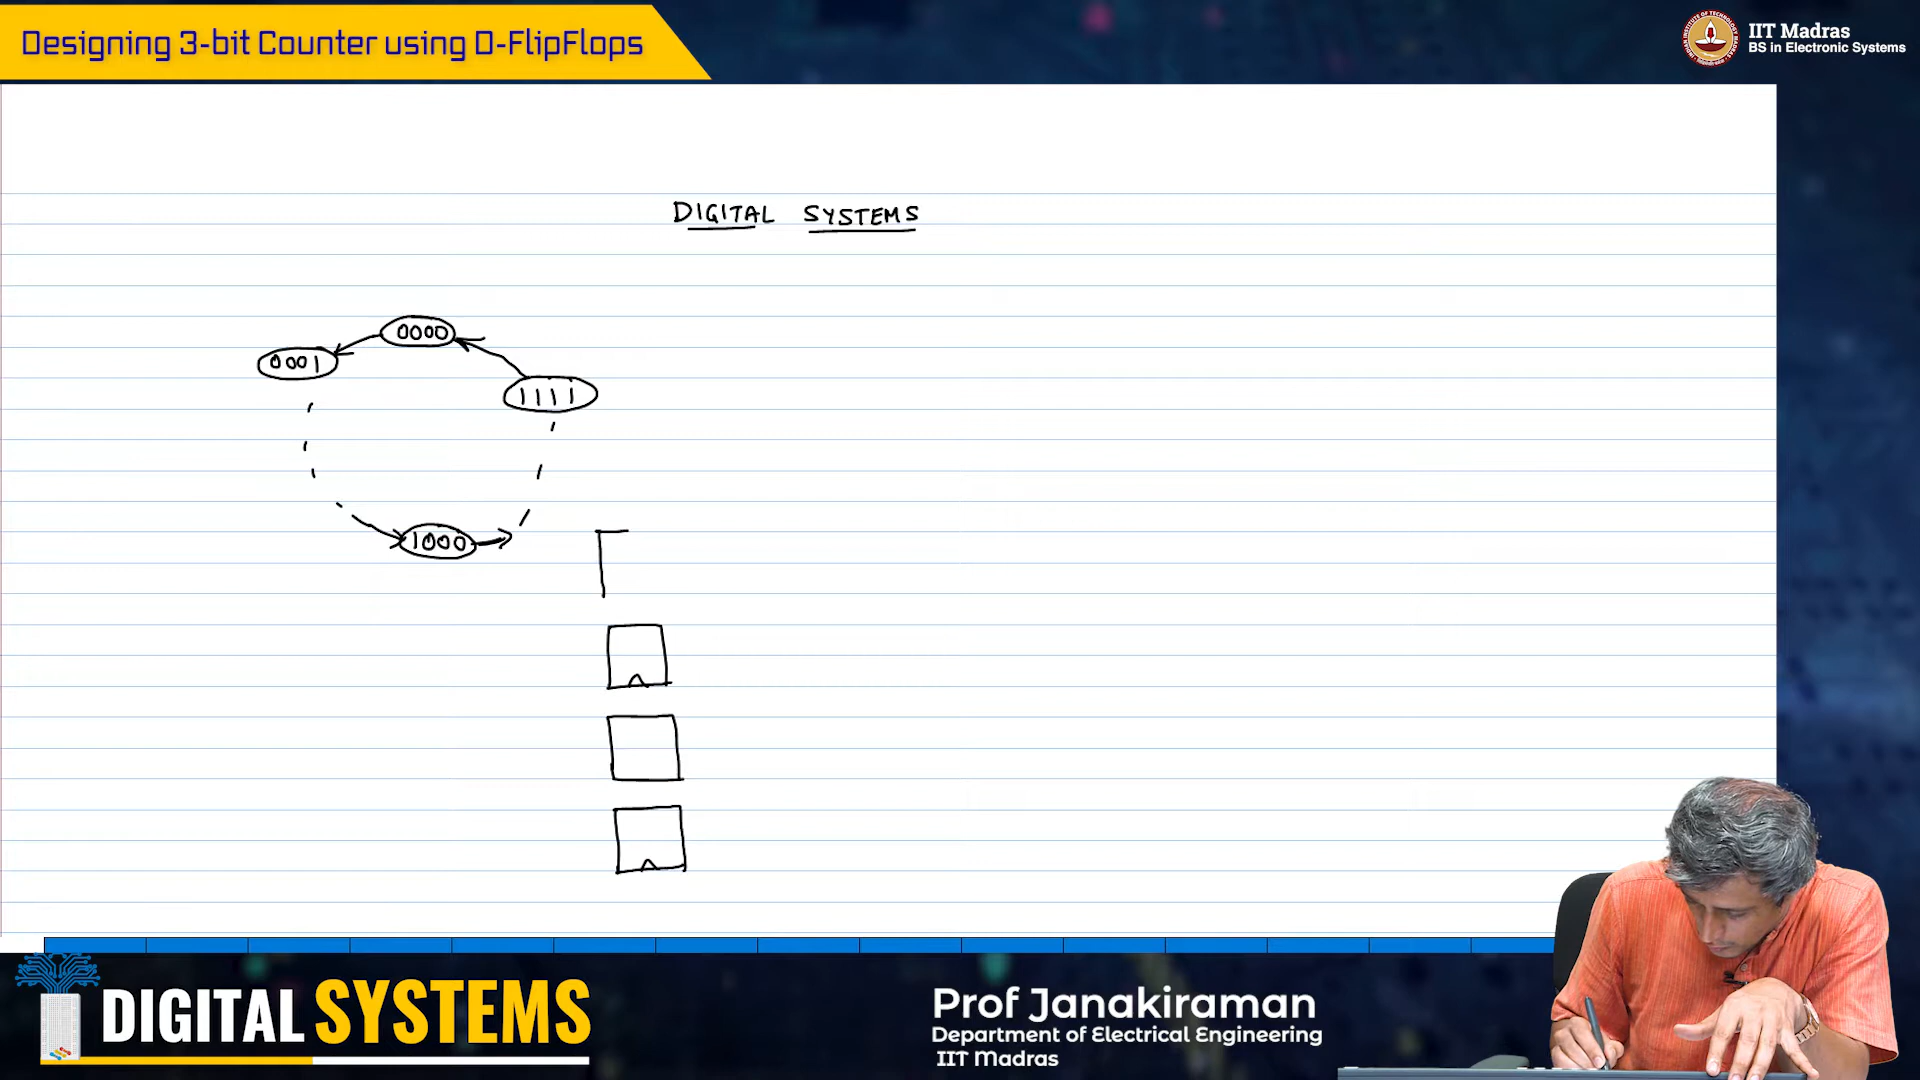 Designing 3-bit Counter using D-FlipFlops
IIT Madras
BS in Electronic Systems
DIGITAL SYSTEMS
0000
0001
1111
1000
DIGITAL SYSTEMS
Prof Janakiraman
Department of Electrical Engineering
IIT Madras